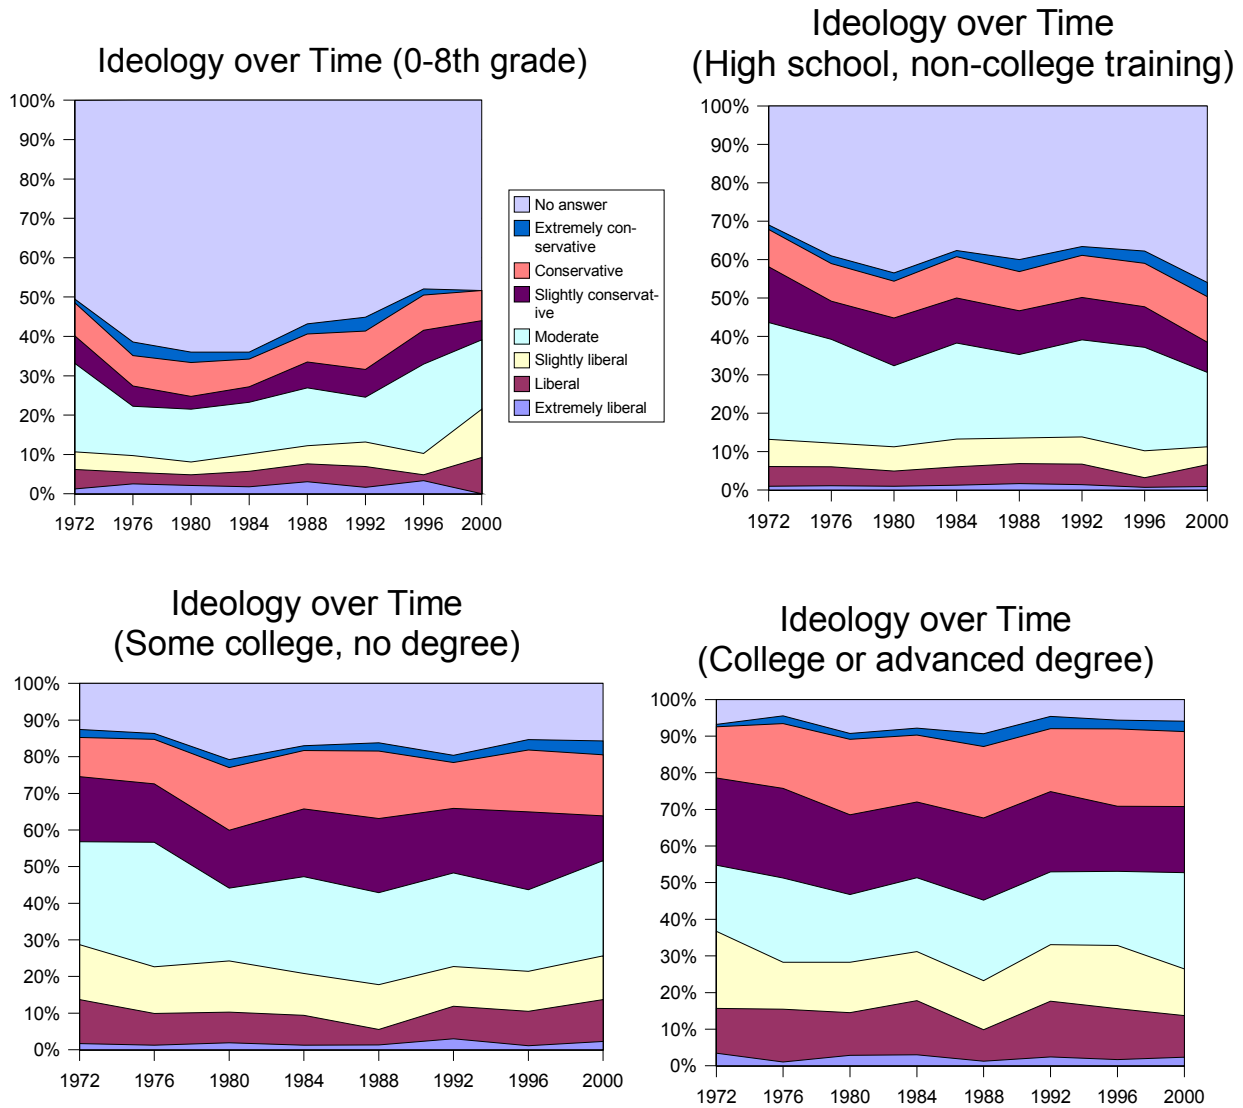 Ideology over Time (0-8th grade)
100%
90%
80%
70%
60%
50%
40%
30%
20%
10%
0%
1972 1976 1980 1984 1988 1992 1996 2000
No answer
Extremely con-
servative
Conservative
Slightly conservat-
ive
Moderate
Slightly liberal
Liberal
Extremely liberal
Ideology over Time
(High school, non-college training)
100%
90%
80%
70%
60%
50%
40%
30%
20%
10%
0%
1972 1976 1980 1984 1988 1992 1996 2000
Ideology over Time
(Some college, no degree)
100%
90%
80%
70%
60%
50%
40%
30%
20%
10%
0%
1972 1976 1980 1984 1988 1992 1996 2000
Ideology over Time
(College or advanced degree)
100%
90%
80%
70%
60%
50%
40%
30%
20%
10%
0%
1972 1976 1980 1984 1988 1992 1996 2000